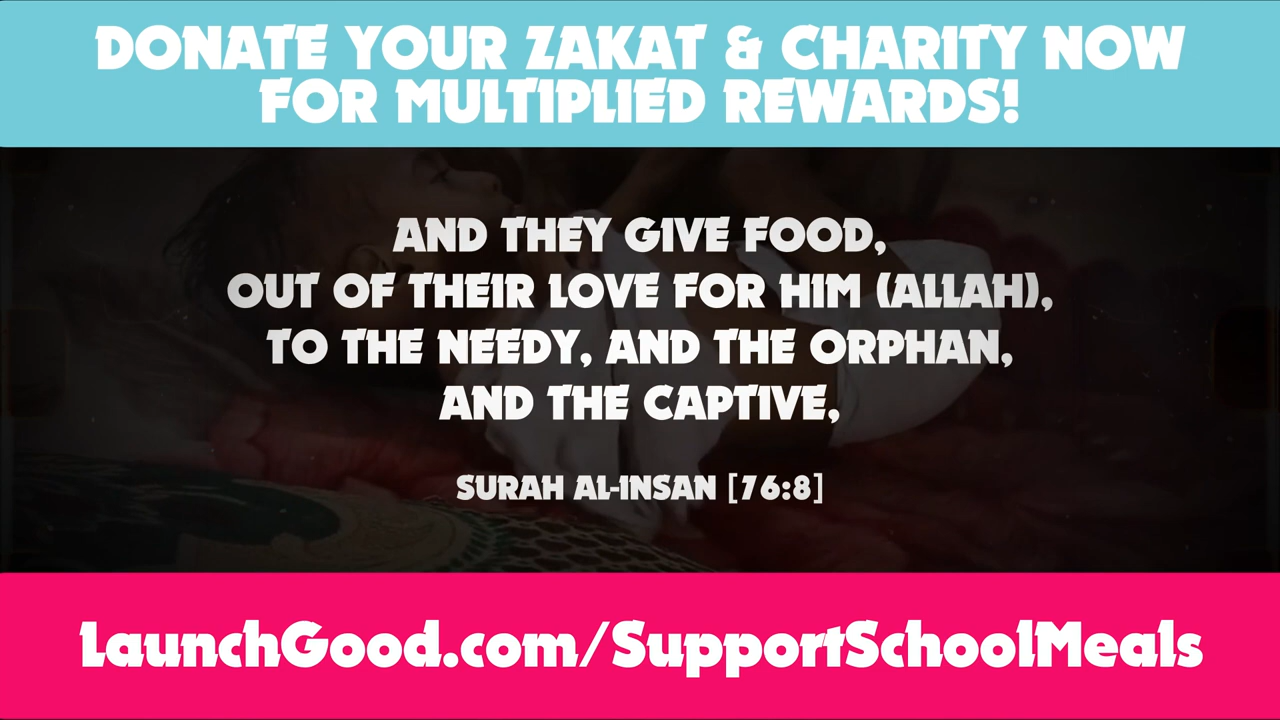 DONATE YOUR ZAKAT & CHARITY NOW
FOR MULTIPLIED REWARDS!
AND THEY GIVE FOOD,
OUT OF THEIR LOVE FOR HIM (ALLAH),
TO THE NEEDY, AND THE ORPHAN,
AND THE CAPTIVE,
SURAH AL-INSAN [76:8]
LaunchGood.com/SupportSchoolMeals